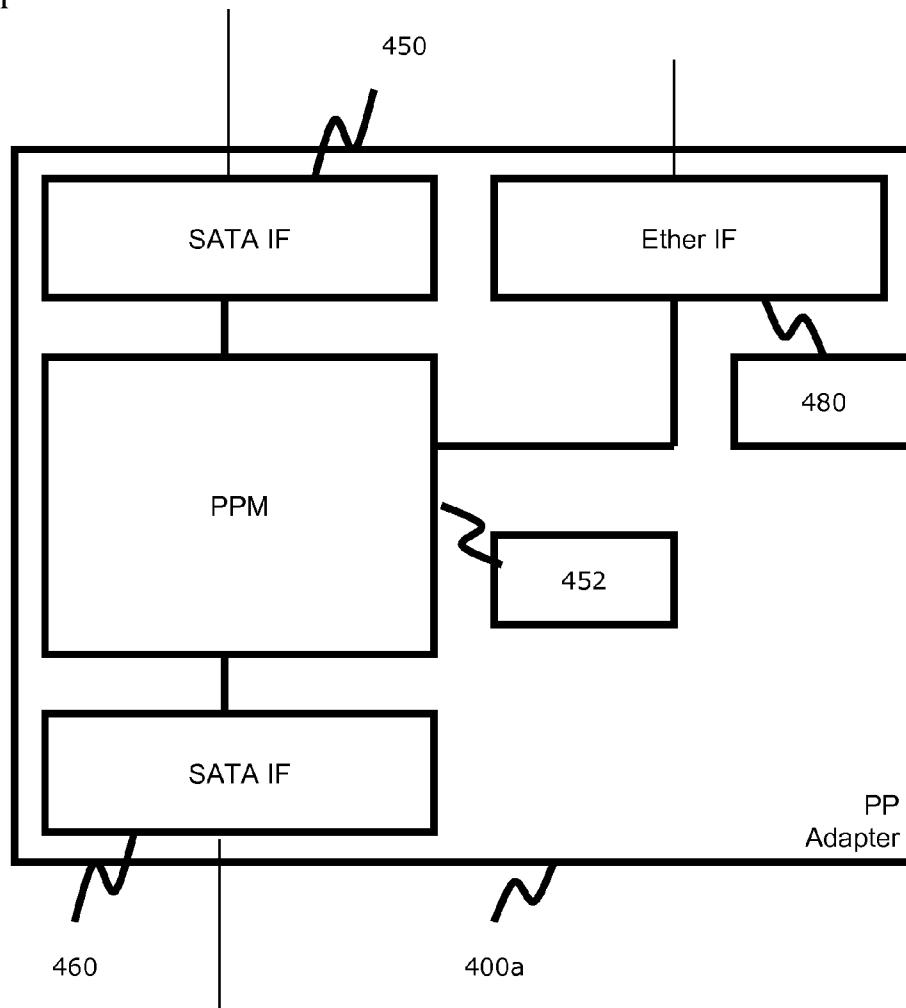 450
SATA IF
Ether IF
480
PPM
452
SATA IF
PP
Adapter
460
400a